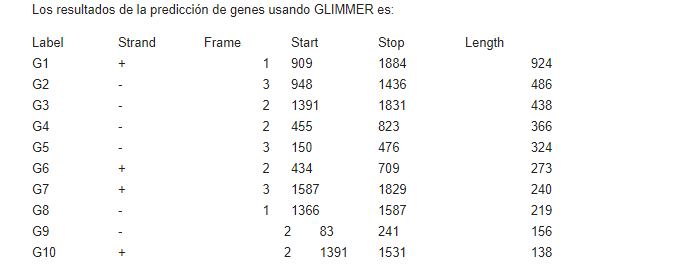 Los resultados de la predicción de genes usando GLIMMER es:
Label Strand Frame Start Stop Length
G1 + 1 909 1884 924
G2 - 3 948 1436 486
G3 - 2 1391 1831 438
G4 - 2 455 823 366
G5 - 3 150 476 324
G6 + 2 434 709 273
G7 + 3 1587 1829 240
G8 - 1 1366 1587 219
G9 - 2 83 241 156
G10 + 2 1391 1531 138